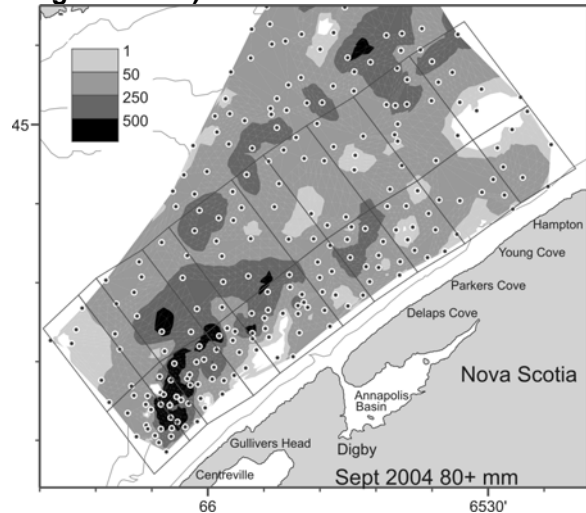 1
50
250
500
45
Hampton
Young Cove
Parkers Cove
Delaps Cove
Nova Scotia
Annapolis
Basin
Gullivers Head
Digby
Centreville
Sept 2004 80+ mm
66
6530'